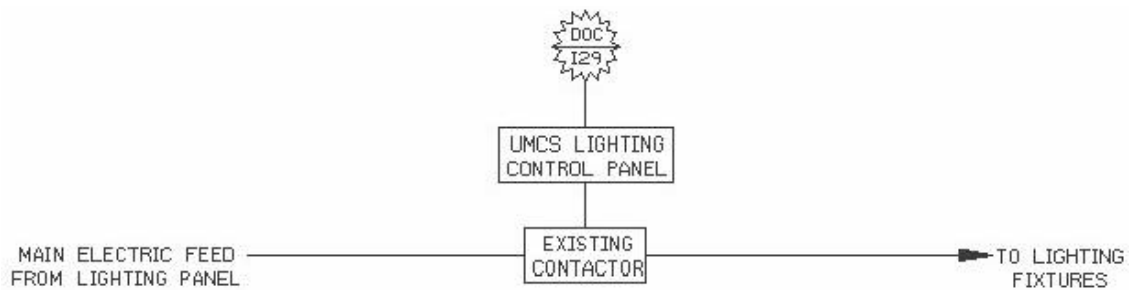 DOC
I29
UMCS LIGHTING
CONTROL PANEL
EXISTING
CONTACTOR
MAIN ELECTRIC FEED
FROM LIGHTING PANEL
TO LIGHTING
FIXTURES